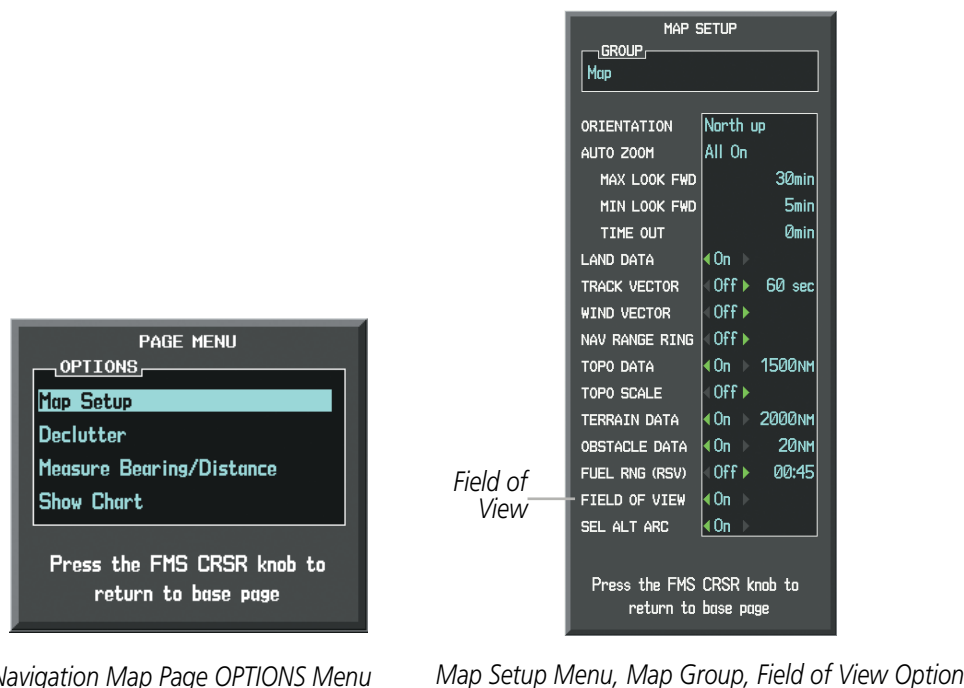 PAGE MENU
OPTIONS
Map Setup
Declutter
Measure Bearing/Distance
Show Chart
Press the FMS CRSR knob to
return to base page
Navigation Map Page OPTIONS Menu
MAP SETUP
GROUP
Map
ORIENTATION North up
AUTO ZOOM All On
MAX LOOK FWD 30min
MIN LOOK FWD 5min
TIME OUT 0min
LAND DATA On
TRACK VECTOR Off 60 sec
WIND VECTOR Off
NAV RANGE RING Off
TOPO DATA On 1500NM
TOPO SCALE Off
TERRAIN DATA On 2000NM
OBSTACLE DATA On 20NM
FUEL RNG (RSV) Off 00:45
FIELD OF VIEW On
SEL ALT ARC On
Press the FMS CRSR knob to
return to base page
Field of
View
Map Setup Menu, Map Group, Field of View Option